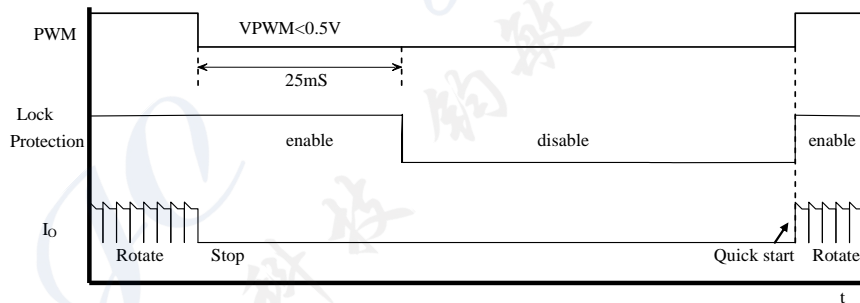 PWM
VPWM<0.5V
25mS
Lock
Protection
enable
disable
enable
IO
Rotate
Stop
Quick start
Rotate
t